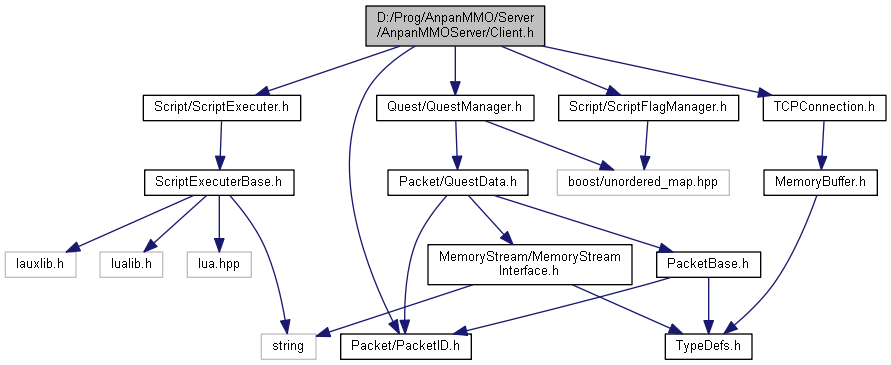 D:/Prog/AnpanMMO/Server
/AnpanMMOServer/Client.h
Script/ScriptExecuter.h
Quest/QuestManager.h
Script/ScriptFlagManager.h
TCPConnection.h
ScriptExecuterBase.h
Packet/QuestData.h
boost/unordered_map.hpp
MemoryBuffer.h
lauxlib.h
lualib.h
lua.hpp
MemoryStream/MemoryStream
Interface.h
PacketBase.h
string
Packet/PacketID.h
TypeDefs.h